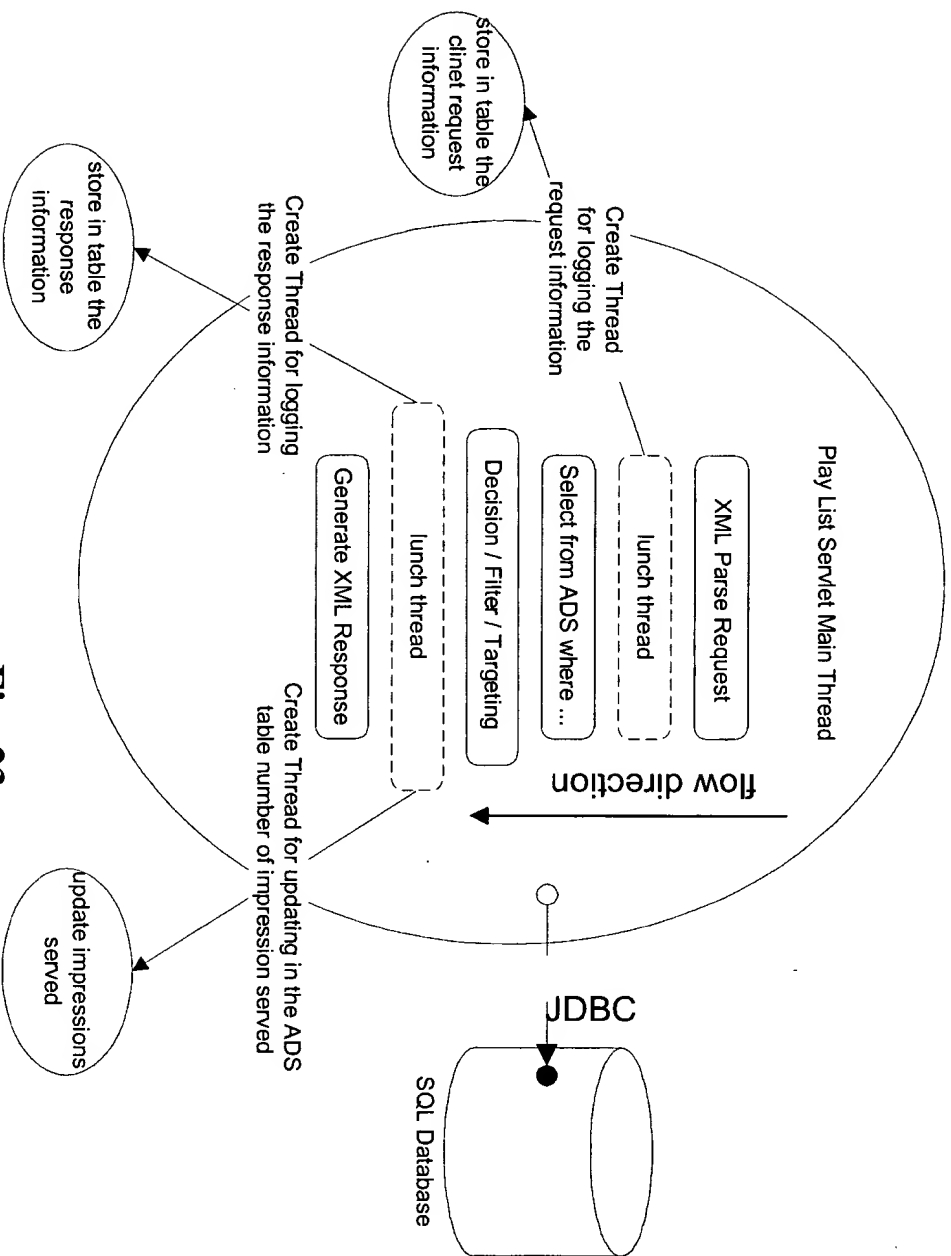 Play List Servlet Main Thread
XML Parse Request
lunch thread
Select from ADS where ...
Decision / Filter / Targeting
lunch thread
Generate XML Response
flow direction
Create Thread
for logging the
request information
store in table the
clinet request
information
Create Thread for logging
the response information
store in table the
response
information
Create Thread for updating in the ADS
table number of impression served
update impressions
served
JDBC
SQL Database